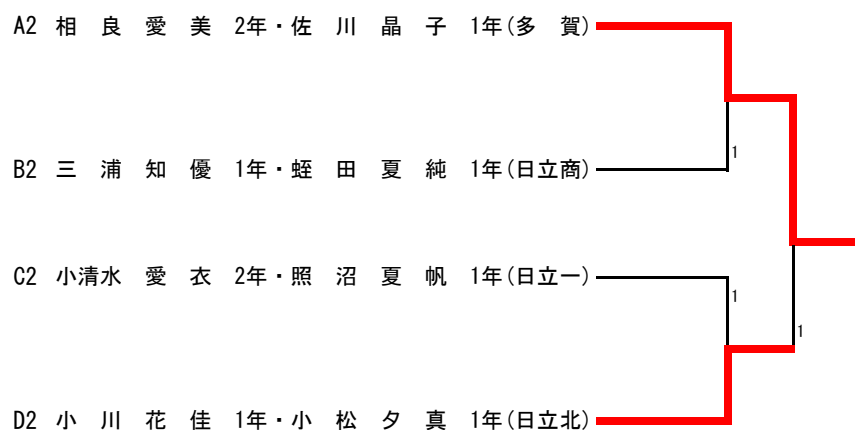 A2 相 良 愛 美 2年・佐 川 晶 子 1年(多 賀)
1
B2 三 浦 知 優 1年・蛭 田 夏 純 1年(日立商)
C2 小清水 愛 衣 2年・照 沼 夏 帆 1年(日立一)
1
1
D2 小 川 花 佳 1年・小 松 夕 真 1年(日立北)